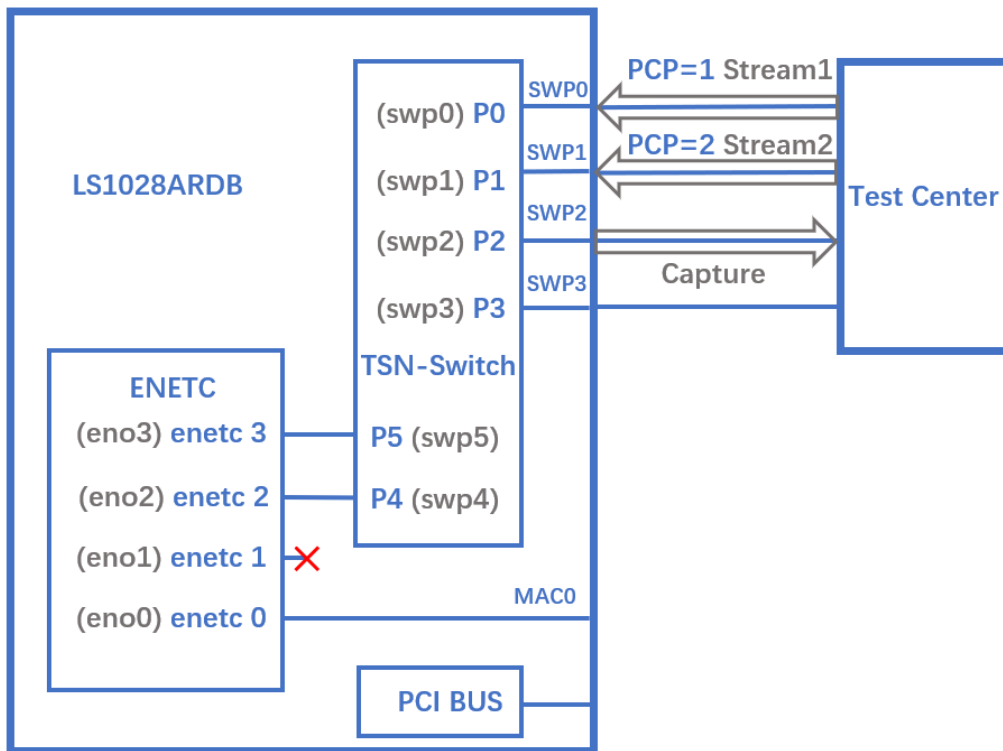 PCP=1 Stream1
SWP0
(swp0) P0
PCP=2 Stream2
SWP1
(swp1) P1
LS1028ARDB
Test Center
SWP2
(swp2) P2
Capture
SWP3
(swp3) P3
TSN-Switch
ENETC
(eno3) enetc 3
P5 (swp5)
(eno2) enetc 2
P4 (swp4)
(eno1) enetc 1
MAC0
(eno0) enetc 0
PCI BUS